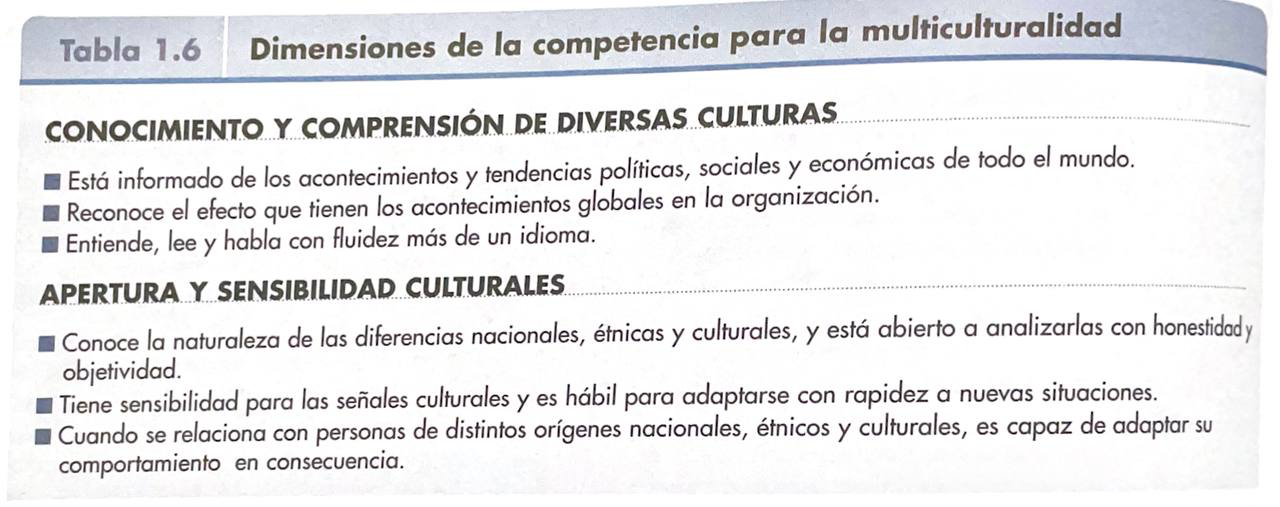 Tabla 1.6 Dimensiones de la competencia para la multiculturalidad
CONOCIMIENTO Y COMPRENSIÓN DE DIVERSAS CULTURAS
■ Está informado de los acontecimientos y tendencias políticas, sociales y económicas de todo el mundo.
■ Reconoce el efecto que tienen los acontecimientos globales en la organización.
■ Entiende, lee y habla con fluidez más de un idioma.
APERTURA Y SENSIBILIDAD CULTURALES
■ Conoce la naturaleza de las diferencias nacionales, étnicas y culturales, y está abierto a analizarlas con honestidad y
objetividad.
■ Tiene sensibilidad para las señales culturales y es hábil para adaptarse con rapidez a nuevas situaciones.
■ Cuando se relaciona con personas de distintos orígenes nacionales, étnicos y culturales, es capaz de adaptar su
comportamiento en consecuencia.